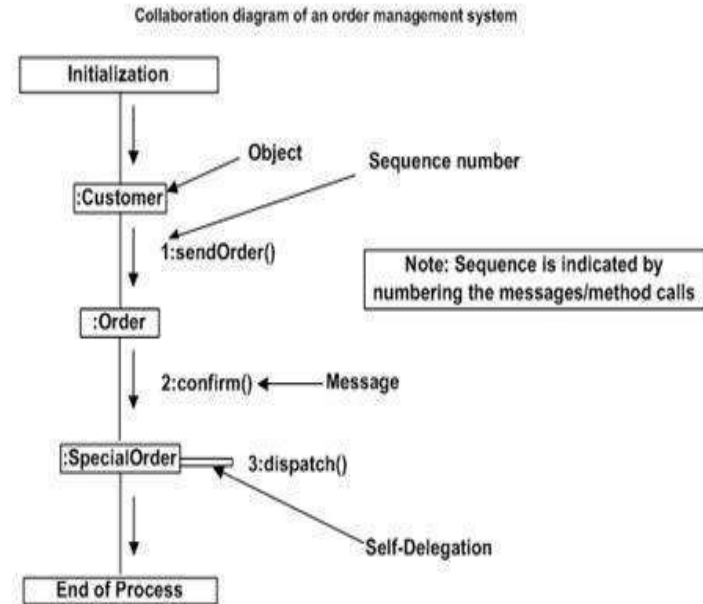 Collaboration diagram of an order management system
Initialization
Object
Sequence number
:Customer
1:sendOrder()
Note: Sequence is indicated by
numbering the messages/method calls
:Order
2:confirm()
Message
:SpecialOrder
3:dispatch()
Self-Delegation
End of Process